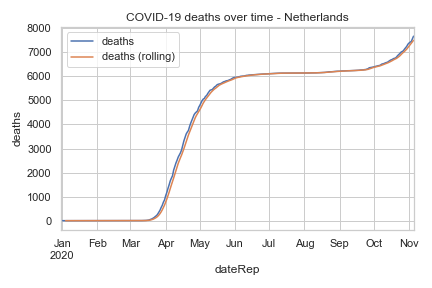 COVID-19 deaths over time - Netherlands
deaths
deaths (rolling)
8000
7000
6000
5000
4000
3000
2000
1000
0
deaths
Jan Feb Mar Apr May Jun Jul Aug Sep Oct Nov
2020
dateRep